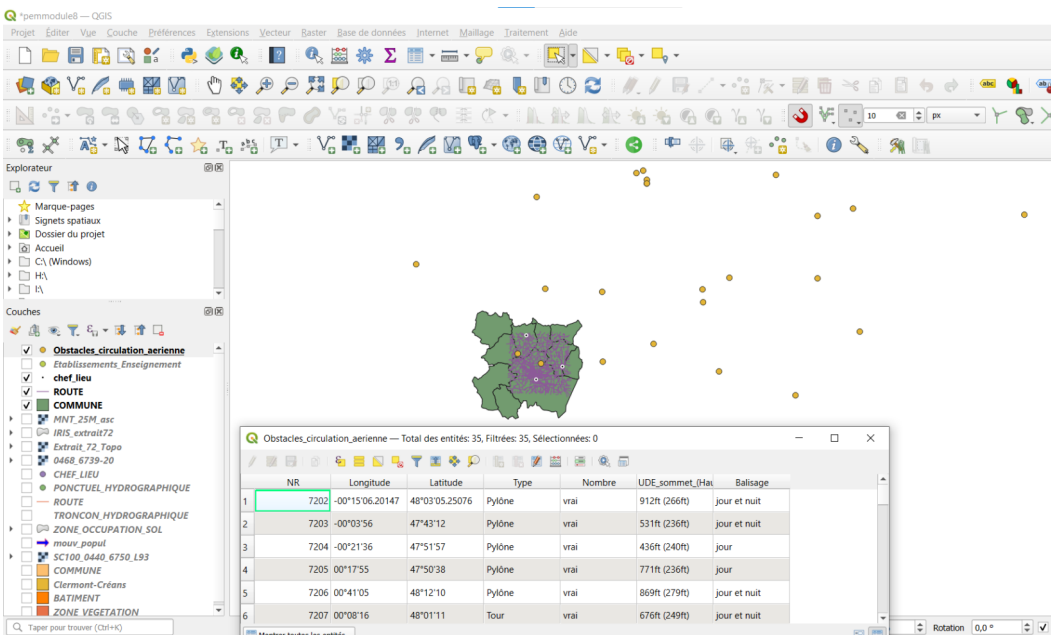 *pemmodule8 — QGIS
Projet Éditer Vue Couche Préférences Extensions Vecteur Raster Base de données Internet Maillage Traitement Aide
abc
10 px
Explorateur
Marque-pages
Signets spatiaux
Dossier du projet
Accueil
C:\ (Windows)
H:\
I:\
Couches
Obstacles_circulation_aerienne
Etablissements_Enseignement
chef_lieu
ROUTE
COMMUNE
MNT_25M_asc
IRIS_extrait72
Extrait_72_Topo
0468_6739-20
CHEF_LIEU
PONCTUEL_HYDROGRAPHIQUE
ROUTE
TRONCON_HYDROGRAPHIQUE
ZONE_OCCUPATION_SOL
mouv_popul
SC100_0440_6750_L93
COMMUNE
Clermont-Créans
BATIMENT
ZONE_VEGETATION
Taper pour trouver (Ctrl+K)
Obstacles_circulation_aerienne — Total des entités: 35, Filtrées: 35, Sélectionnées: 0
NR Longitude Latitude Type Nombre UDE_sommet_(Hau Balisage
1 7202 -00°15'06.20147 48°03'05.25076 Pylône vrai 912ft (266ft) jour et nuit
2 7203 -00°03'56 47°43'12 Pylône vrai 531ft (236ft) jour et nuit
3 7204 -00°21'36 47°51'57 Pylône vrai 436ft (240ft) jour
4 7205 00°17'55 47°50'38 Pylône vrai 771ft (236ft) jour
5 7206 00°41'05 48°12'10 Pylône vrai 869ft (279ft) jour et nuit
6 7207 00°08'16 48°01'11 Tour vrai 676ft (249ft) jour et nuit
Montrer toutes les entités
Rotation 0,0 °